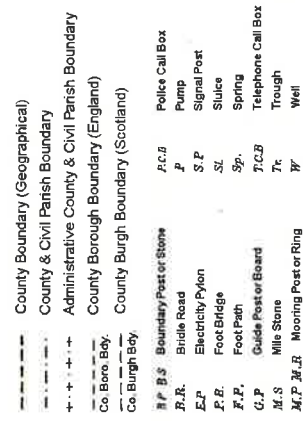 County Boundary (Geographical)
County & Civil Parish Boundary
Administrative County & Civil Parish Boundary
County Borough Boundary (England)
Co. Boro. Bdy.
County Burgh Boundary (Scotland)
Co. Burgh Bdy.
B P B S Boundary Post or Stone
B.R. Bridle Road
E.P Electricity Pylon
F.B. Foot Bridge
F.P. Foot Path
G.P Guide Post or Board
M.S Mile Stone
M.P M.R Mooring Post or Ring
P.C.B Police Call Box
P Pump
S.P Signal Post
SL Sluice
Sp. Spring
T.C.B Telephone Call Box
Tr. Trough
W Well